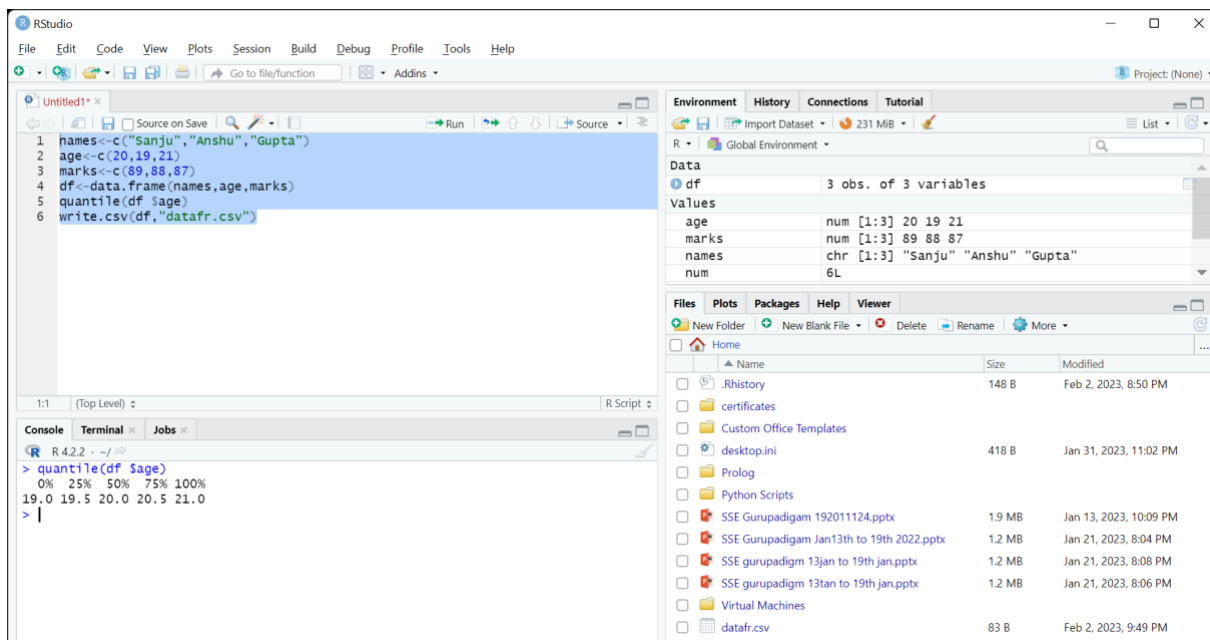 RStudio
File Edit Code View Plots Session Build Debug Profile Tools Help
Go to file/function Addins Project: (None)
Untitled1*
Source on Save Run Source
1 names<-c("Sanju","Anshu","Gupta")
2 age<-c(20,19,21)
3 marks<-c(89,88,87)
4 df<-data.frame(names,age,marks)
5 quantile(df $age)
6 write.csv(df,"datafr.csv")
1:1 (Top Level) R Script
Console Terminal Jobs
R 4.2.2 · ~/
> quantile(df $age)
0% 25% 50% 75% 100%
19.0 19.5 20.0 20.5 21.0
>
Environment History Connections Tutorial
Import Dataset 231 MiB List
R Global Environment
Data
df 3 obs. of 3 variables
Values
age num [1:3] 20 19 21
marks num [1:3] 89 88 87
names chr [1:3] "Sanju" "Anshu" "Gupta"
num 6L
Files Plots Packages Help Viewer
New Folder New Blank File Delete Rename More
Home ...
Name Size Modified
.Rhistory 148 B Feb 2, 2023, 8:50 PM
certificates
Custom Office Templates
desktop.ini 418 B Jan 31, 2023, 11:02 PM
Prolog
Python Scripts
SSE Gurupadigam 192011124.pptx 1.9 MB Jan 13, 2023, 10:09 PM
SSE Gurupadigam Jan13th to 19th 2022.pptx 1.2 MB Jan 21, 2023, 8:04 PM
SSE gurupadigm 13jan to 19th jan.pptx 1.2 MB Jan 21, 2023, 8:08 PM
SSE gurupadigm 13tan to 19th jan.pptx 1.2 MB Jan 21, 2023, 8:06 PM
Virtual Machines
datafr.csv 83 B Feb 2, 2023, 9:49 PM